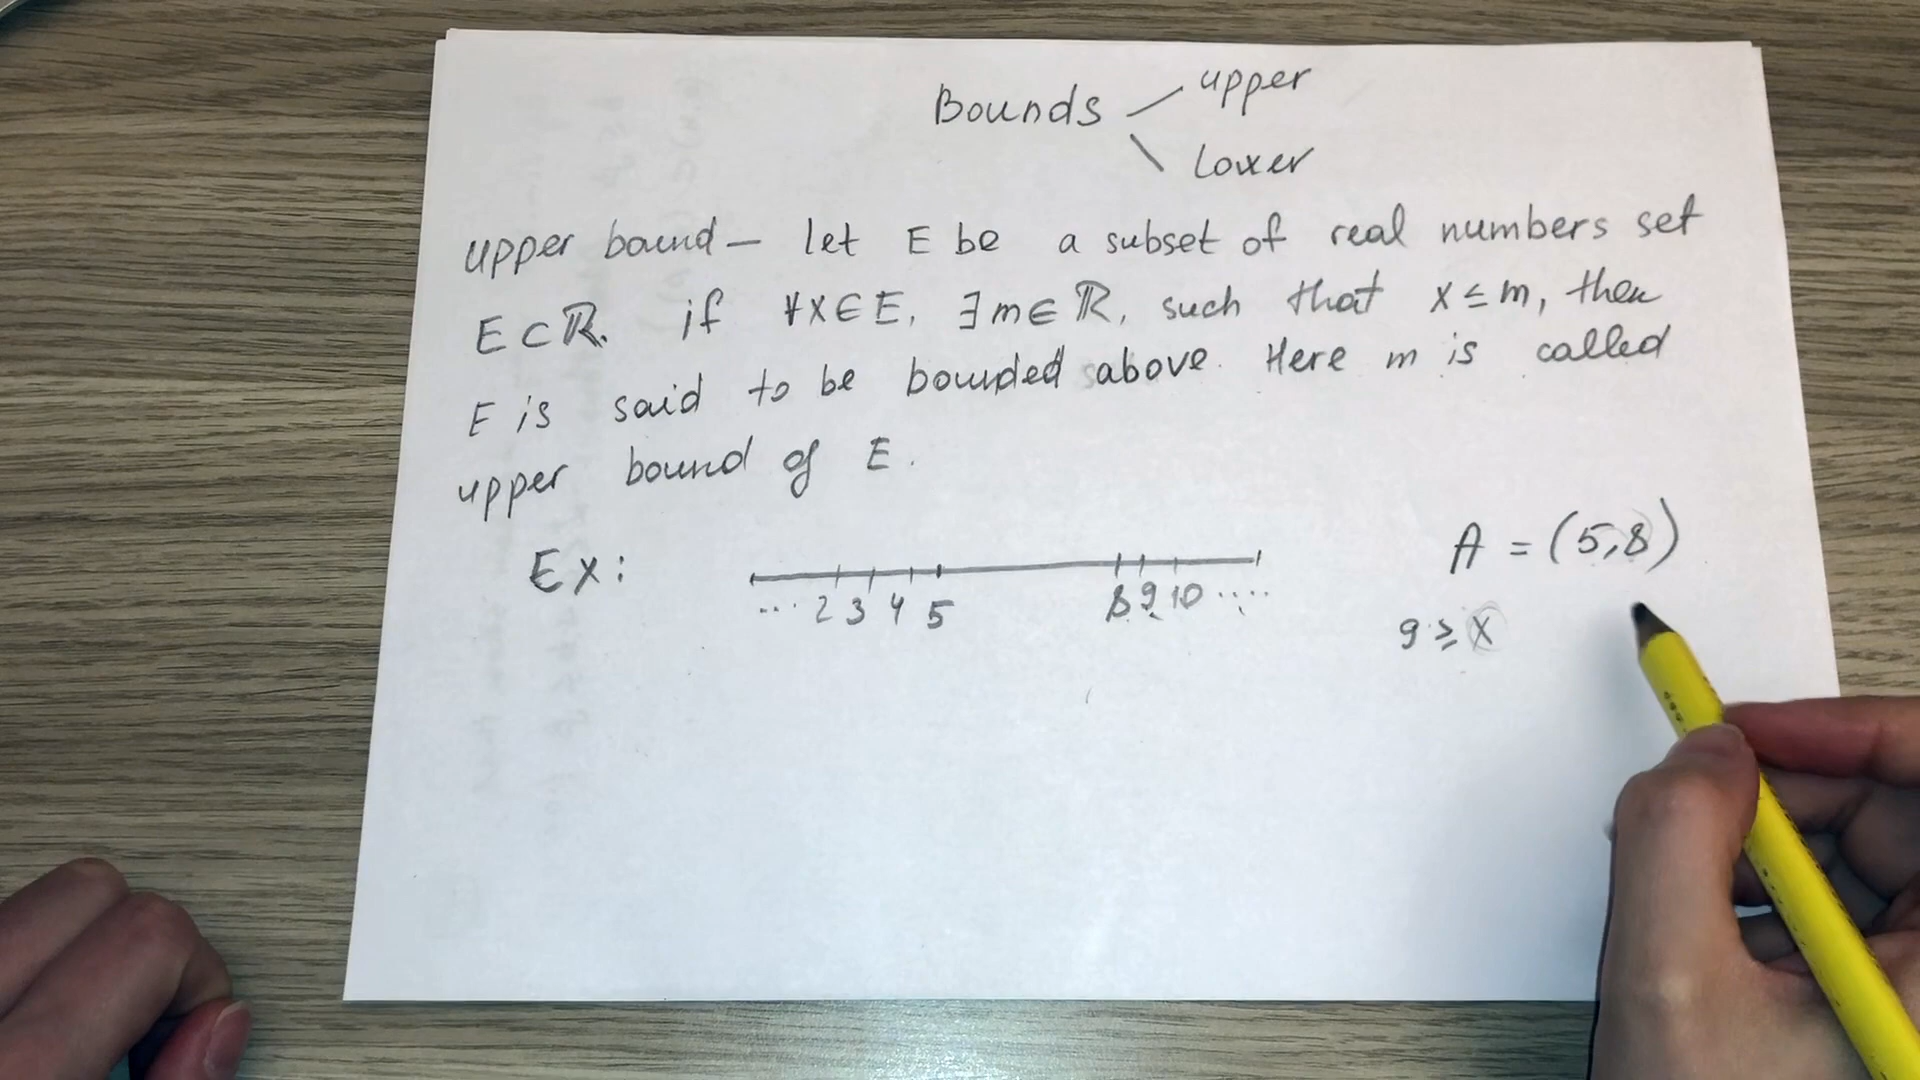 Bounds upper
Lower
upper bound – let E be a subset of real numbers set
E ⊂ ℝ. if ∀x ∈ E, ∃ m ∈ ℝ, such that x ≤ m, then
E is said to be bounded above. Here m is called
upper bound of E.
Ex: A = (5,8)
... 2 3 4 5 8 9 10 .....
9 ≥ x